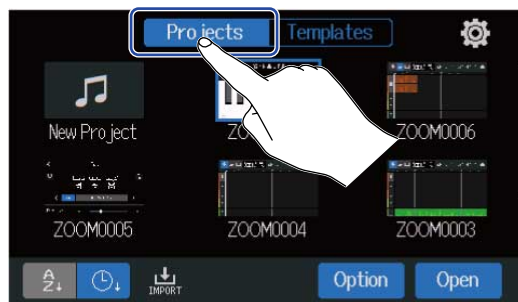 Projects Templates
New Project ZOOM0006
ZOOM0005 ZOOM0004 ZOOM0003
A Z IMPORT Option Open